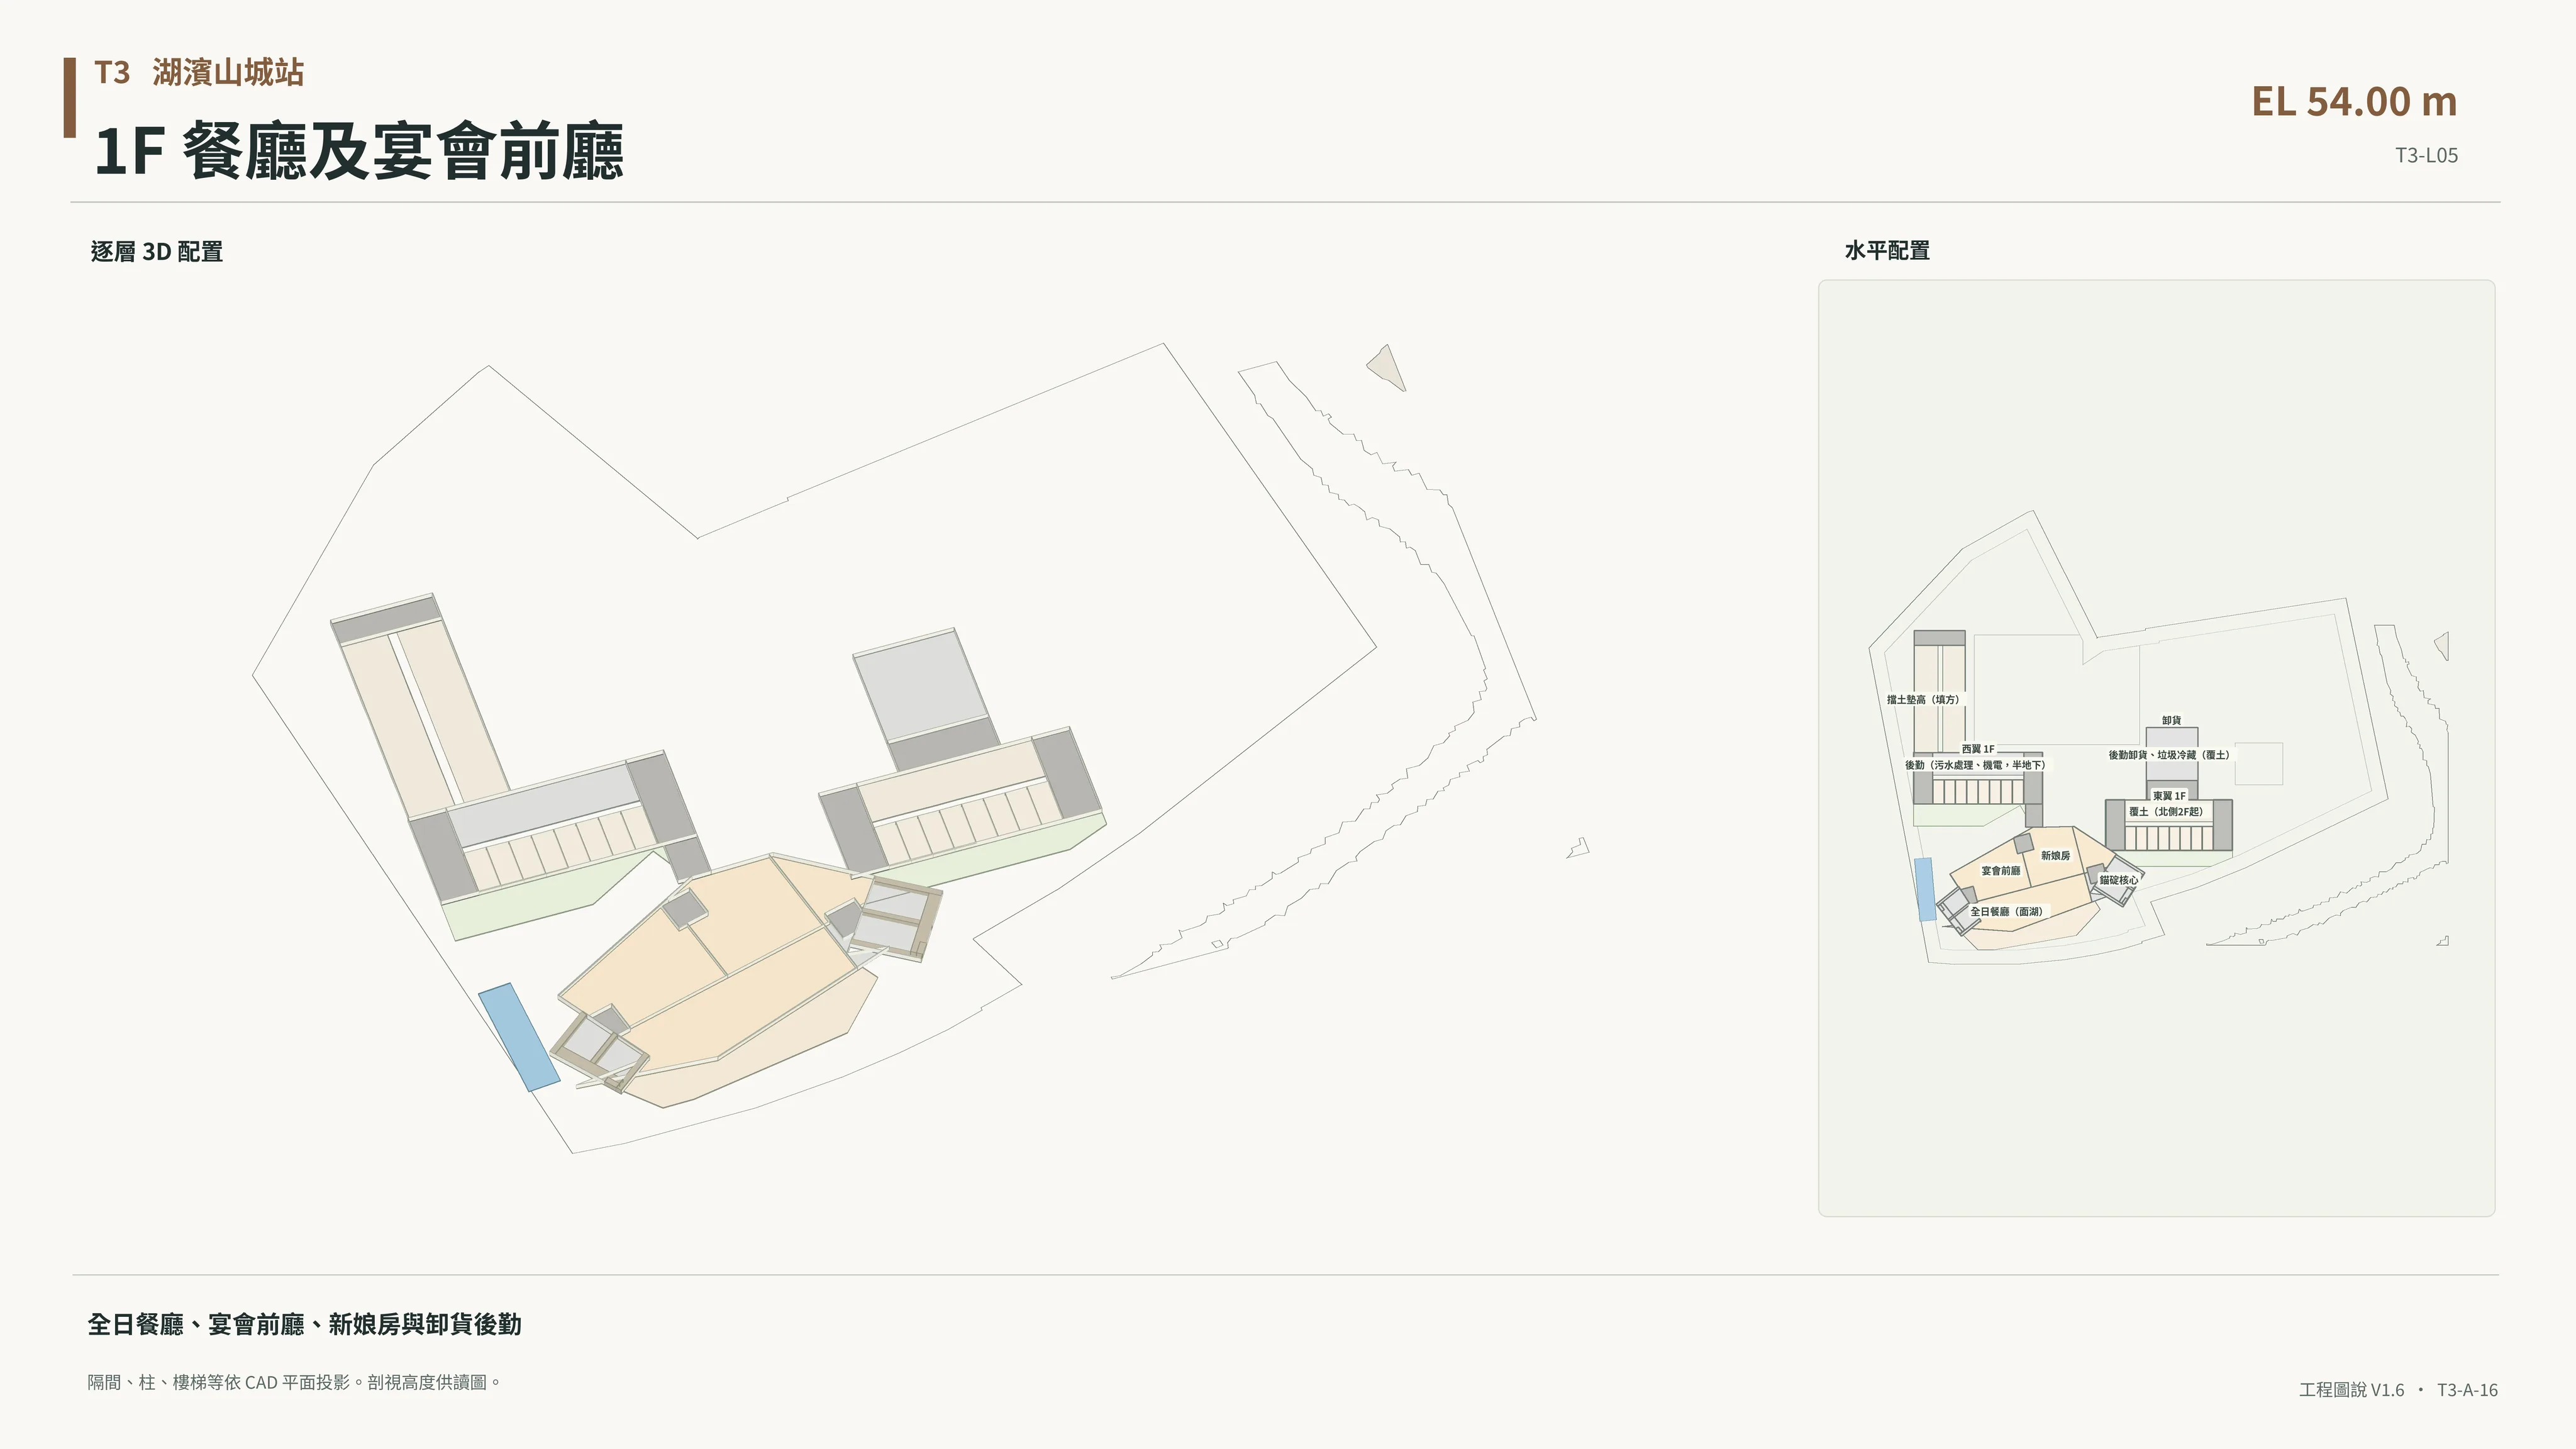 T3 湖濱山城站
1F 餐廳及宴會前廳
EL 54.00 m
T3-L05
逐層 3D 配置
水平配置
擋土墊高（填方）
卸貨
西翼 1F
後勤卸貨、垃圾冷藏（覆土）
後勤（污水處理、機電，半地下）
東翼 1F
覆土（北側2F起）
新娘房
宴會前廳
錨碇核心
全日餐廳（面湖）
全日餐廳、宴會前廳、新娘房與卸貨後勤
隔間、柱、樓梯等依 CAD 平面投影。剖視高度供讀圖。
工程圖說 V1.6 ・ T3-A-16